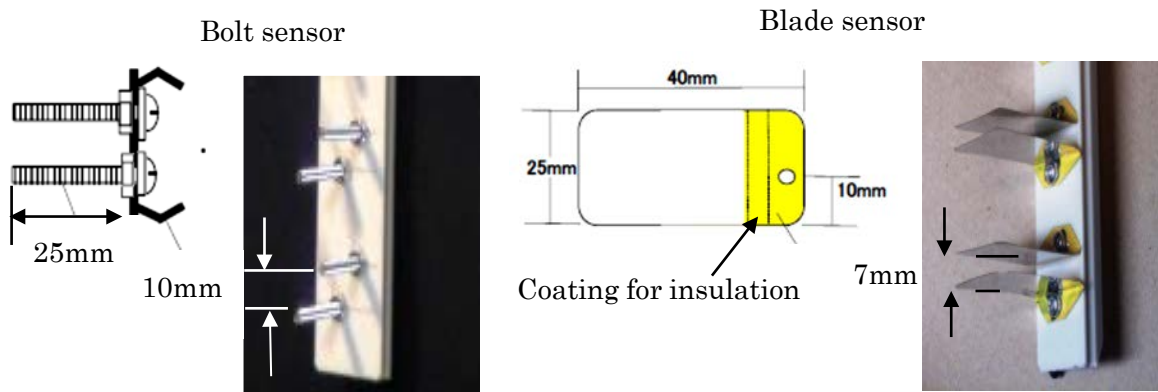 Bolt sensor
Blade sensor
40mm
25mm
10mm
25mm
10mm
Coating for insulation
7mm